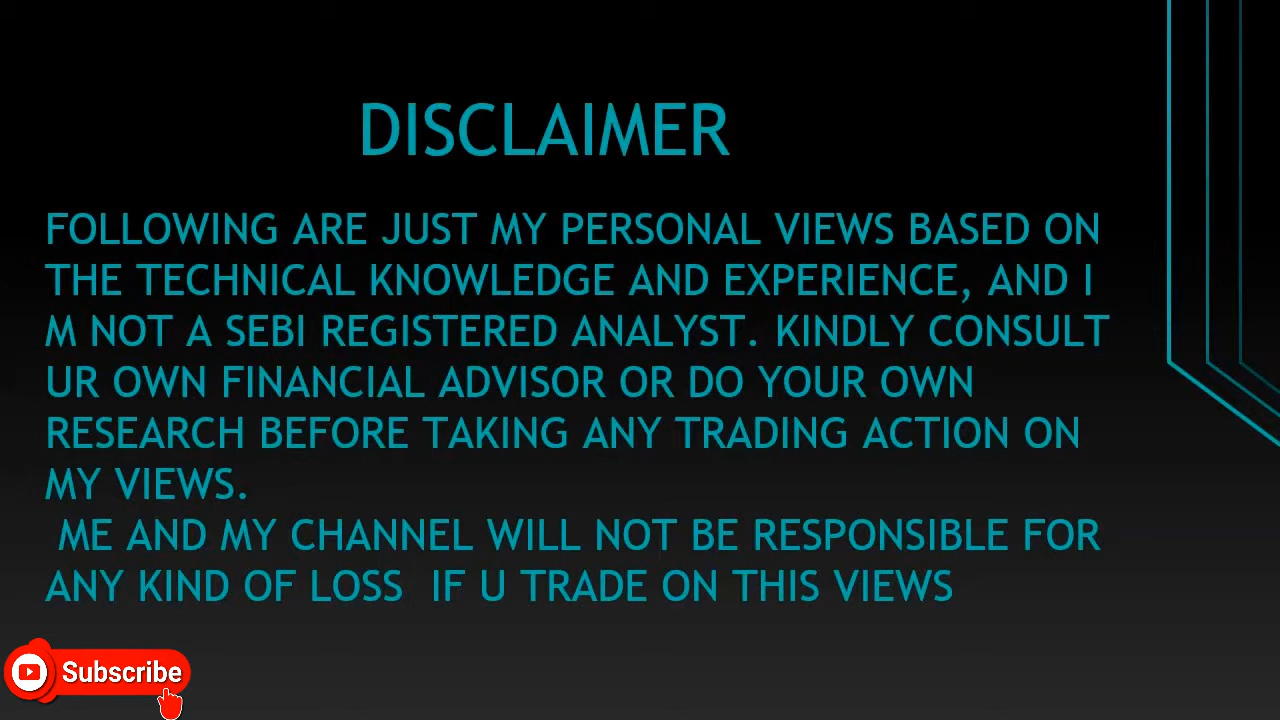 DISCLAIMER
FOLLOWING ARE JUST MY PERSONAL VIEWS BASED ON
THE TECHNICAL KNOWLEDGE AND EXPERIENCE, AND I
M NOT A SEBI REGISTERED ANALYST. KINDLY CONSULT
UR OWN FINANCIAL ADVISOR OR DO YOUR OWN
RESEARCH BEFORE TAKING ANY TRADING ACTION ON
MY VIEWS.
ME AND MY CHANNEL WILL NOT BE RESPONSIBLE FOR
ANY KIND OF LOSS  IF U TRADE ON THIS VIEWS
Subscribe